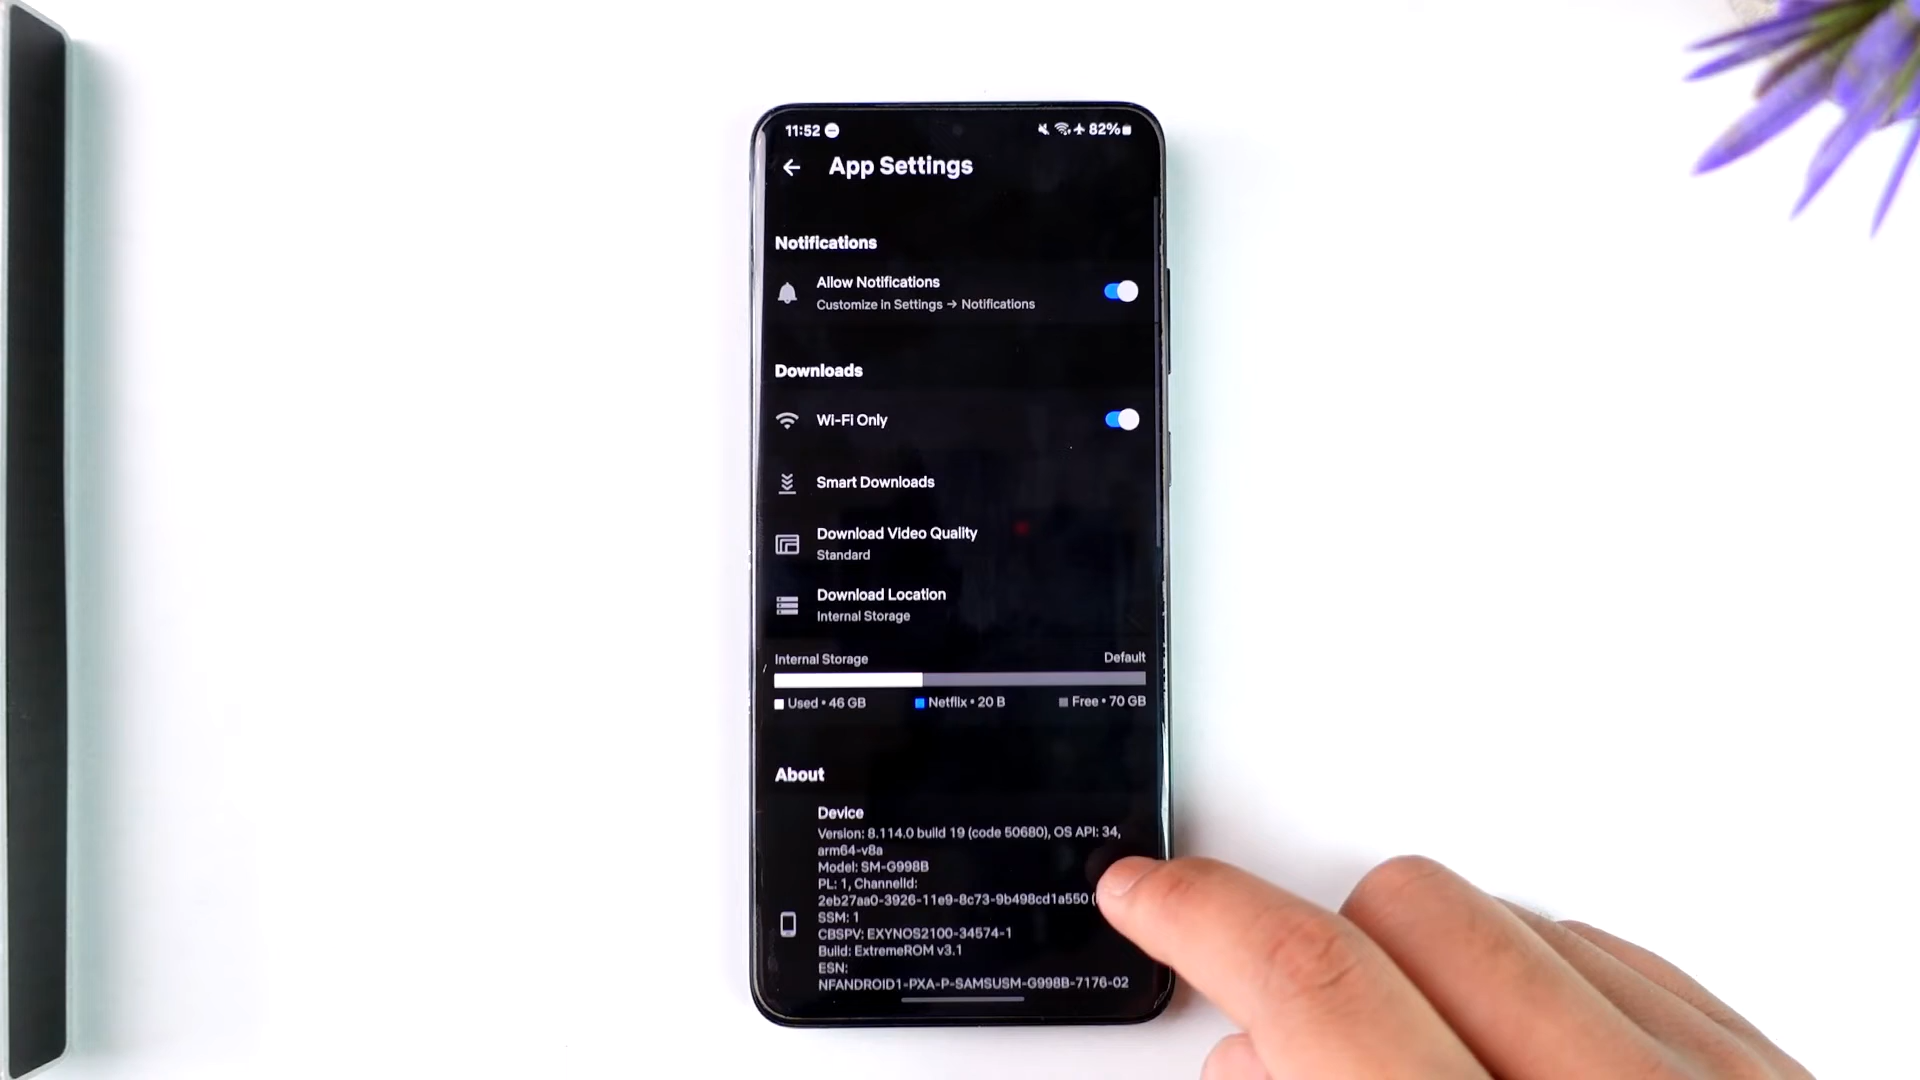 11:52
82%
App Settings
Notifications
Allow Notifications
Customize in Settings → Notifications
Downloads
Wi-Fi Only
Smart Downloads
Download Video Quality
Standard
Download Location
Internal Storage
Internal Storage Default
Used • 46 GB Netflix • 20 B Free • 70 GB
About
Device
Version: 8.114.0 build 19 (code 50680), OS API: 34,
arm64-v8a
Model: SM-G998B
PL: 1, ChannelId:
2eb27aa0-3926-11e9-8c73-9b498cd1a550 (
SSM: 1
CBSPV: EXYNOS2100-34574-1
Build: ExtremeROM v3.1
ESN:
NFANDROID1-PXA-P-SAMSUSM-G998B-7176-02